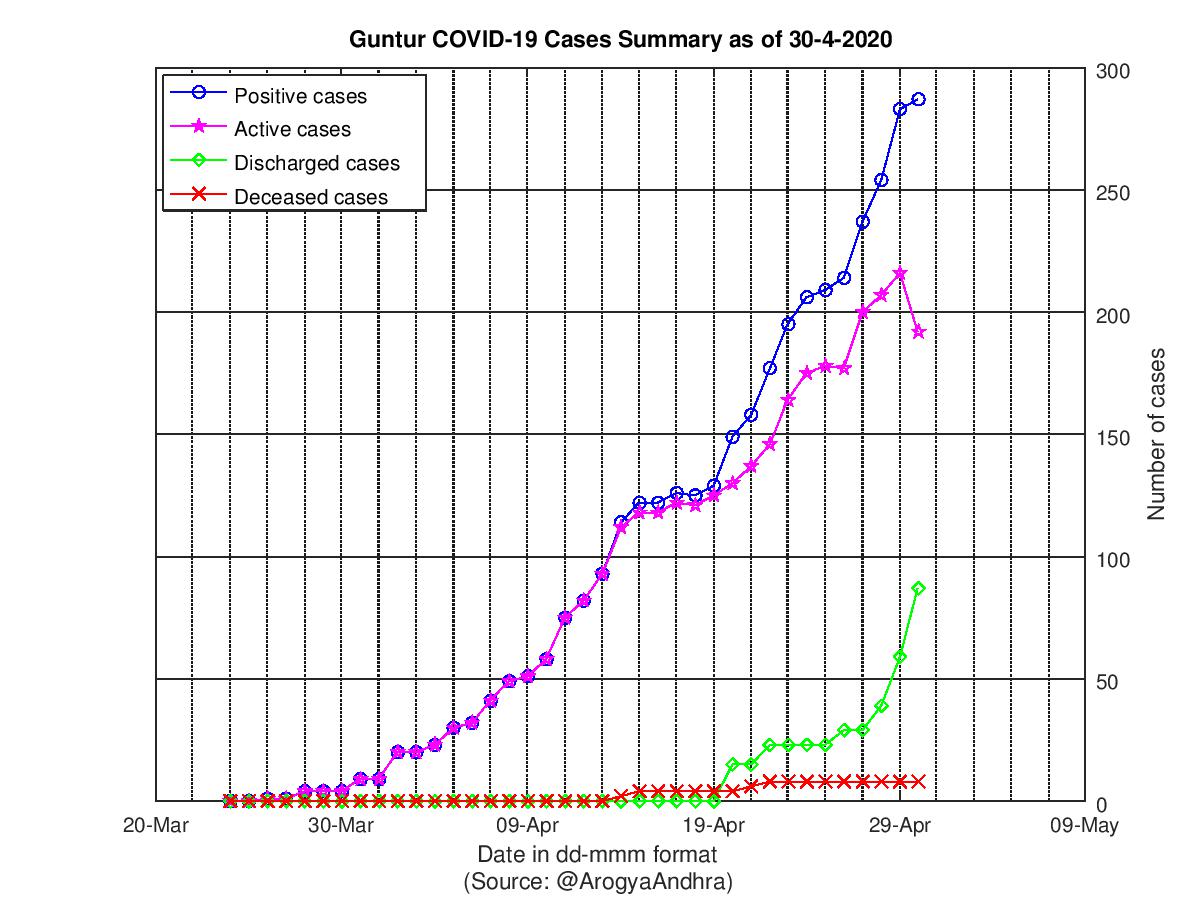 Guntur COVID-19 Cases Summary as of 30-4-2020
Positive cases
Active cases
Discharged cases
Deceased cases
300
250
200
150
100
50
0
Number of cases
20-Mar 30-Mar 09-Apr 19-Apr 29-Apr 09-May
Date in dd-mmm format
(Source: @ArogyaAndhra)